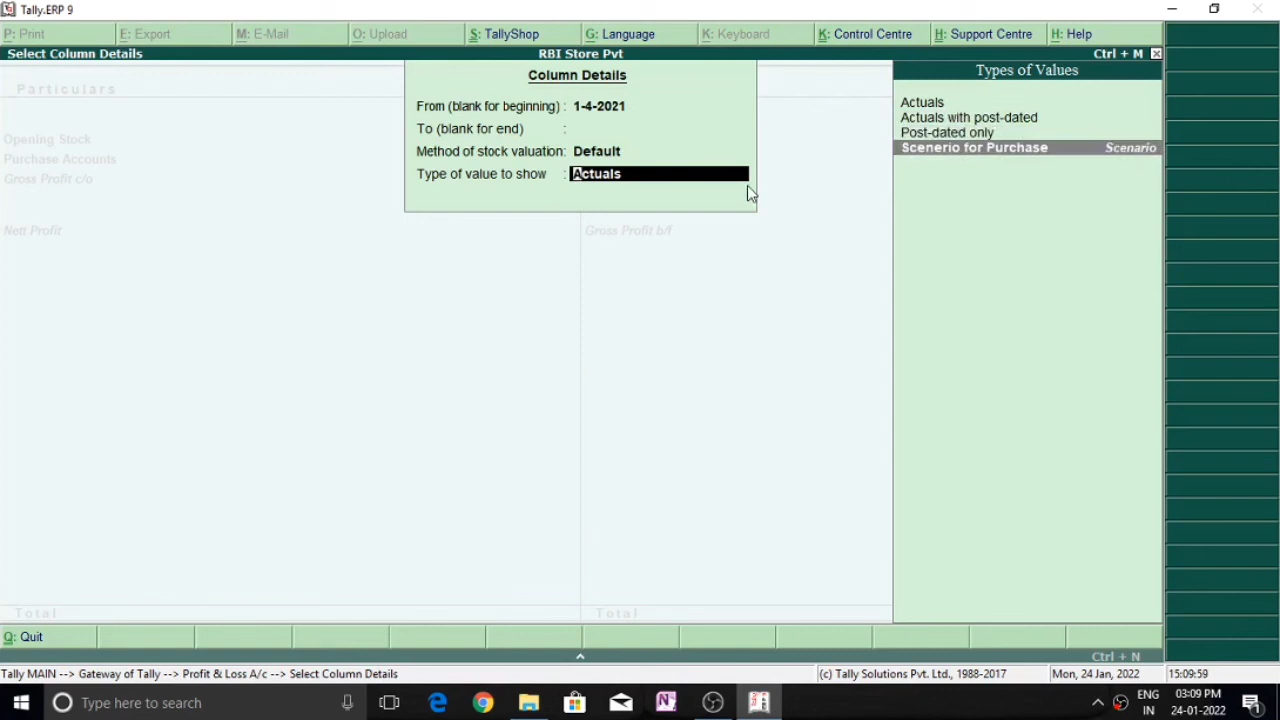 Tally.ERP 9
P: Print E: Export M: E-Mail O: Upload S: TallyShop G: Language K: Keyboard K: Control Centre H: Support Centre H: Help
Select Column Details RBI Store Pvt Ctrl + M
Particulars
Opening Stock
Purchase Accounts
Gross Profit c/o
Nett Profit Gross Profit b/f
Total Total
Column Details
From (blank for beginning) : 1-4-2021
To (blank for end) :
Method of stock valuation: Default
Type of value to show : Actuals
Types of Values
Actuals
Actuals with post-dated
Post-dated only
Scenerio for Purchase Scenario
Q: Quit
Ctrl + N
Tally MAIN --> Gateway of Tally --> Profit & Loss A/c --> Select Column Details (c) Tally Solutions Pvt. Ltd., 1988-2017 Mon, 24 Jan, 2022 15:09:59
Type here to search
ENG 03:09 PM
IN 24-01-2022 1